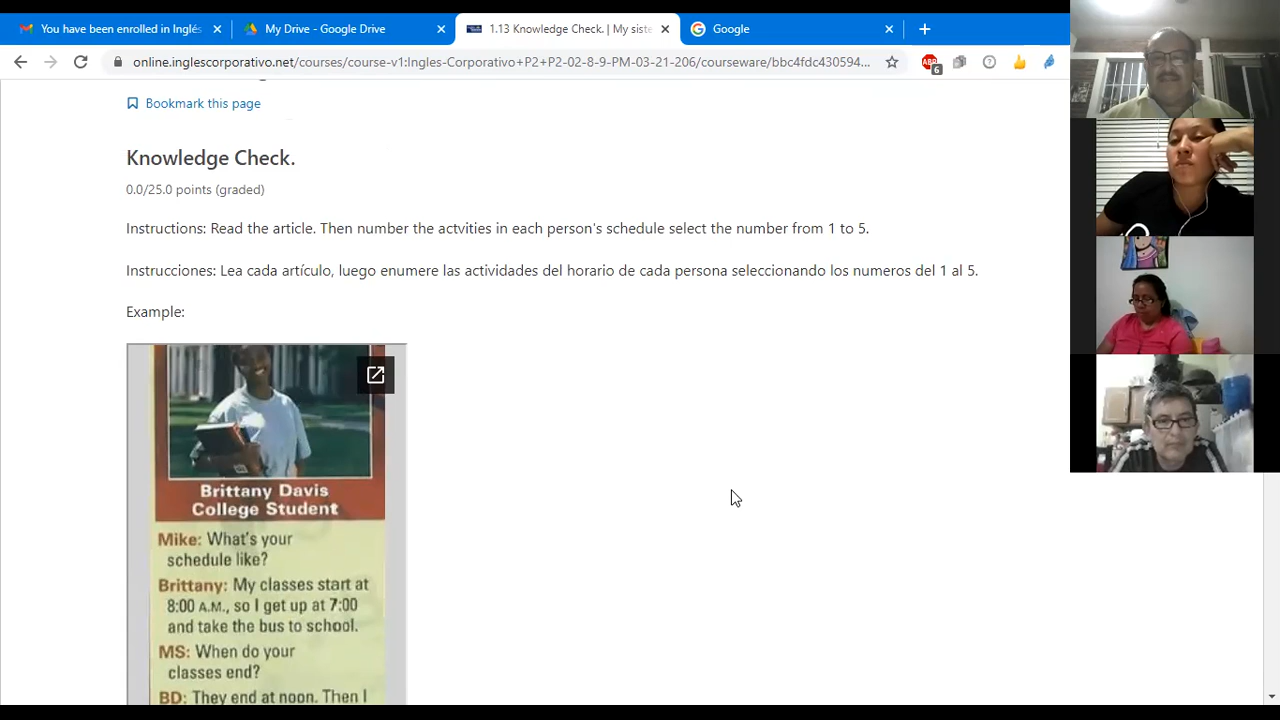 You have been enrolled in Inglés
My Drive - Google Drive
1.13 Knowledge Check. | My siste
Google
online.inglescorporativo.net/courses/course-v1:Ingles-Corporativo+P2+P2-02-8-9-PM-03-21-206/courseware/bbc4fdc430594...
ABP
6
Bookmark this page
Knowledge Check.
0.0/25.0 points (graded)
Instructions: Read the article. Then number the actvities in each person's schedule select the number from 1 to 5.
Instrucciones: Lea cada artículo, luego enumere las actividades del horario de cada persona seleccionando los numeros del 1 al 5.
Example:
Brittany Davis
College Student
Mike: What's your
schedule like?
Brittany: My classes start at
8:00 A.M., so I get up at 7:00
and take the bus to school.
MS: When do your
classes end?
BD: They end at noon. Then I